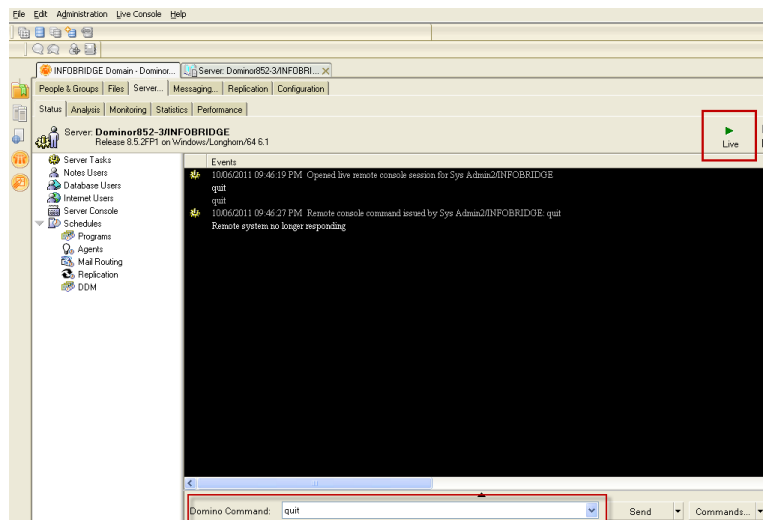 File Edit Administration Live Console Help
INFOBRIDGE Domain - Dominor... Server: Dominor852-3/INFOBRI...
People & Groups Files Server... Messaging... Replication Configuration
Status Analysis Monitoring Statistics Performance
Server: Dominor852-3/INFOBRIDGE
Release 8.5.2FP1 on Windows/Longhorn/64 6.1
Live
Server Tasks
Notes Users
Database Users
Internet Users
Server Console
Schedules
Programs
Agents
Mail Routing
Replication
DDM
Events
10/06/2011 09:46:19 PM Opened live remote console session for Sys Admin2/INFOBRIDGE
quit
quit
10/06/2011 09:46:27 PM Remote console command issued by Sys Admin2/INFOBRIDGE: quit
Remote system no longer responding
Domino Command: quit Send Commands...